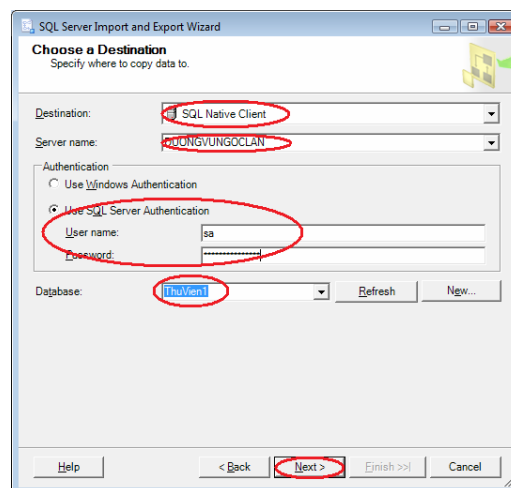 SQL Server Import and Export Wizard
Choose a Destination
Specify where to copy data to.
Destination: SQL Native Client
Server name: DUONGVUNGOCLAN
Authentication
Use Windows Authentication
Use SQL Server Authentication
User name: sa
Password: ***************
Database: ThuVien1 Refresh New...
Help < Back Next > Finish >>| Cancel